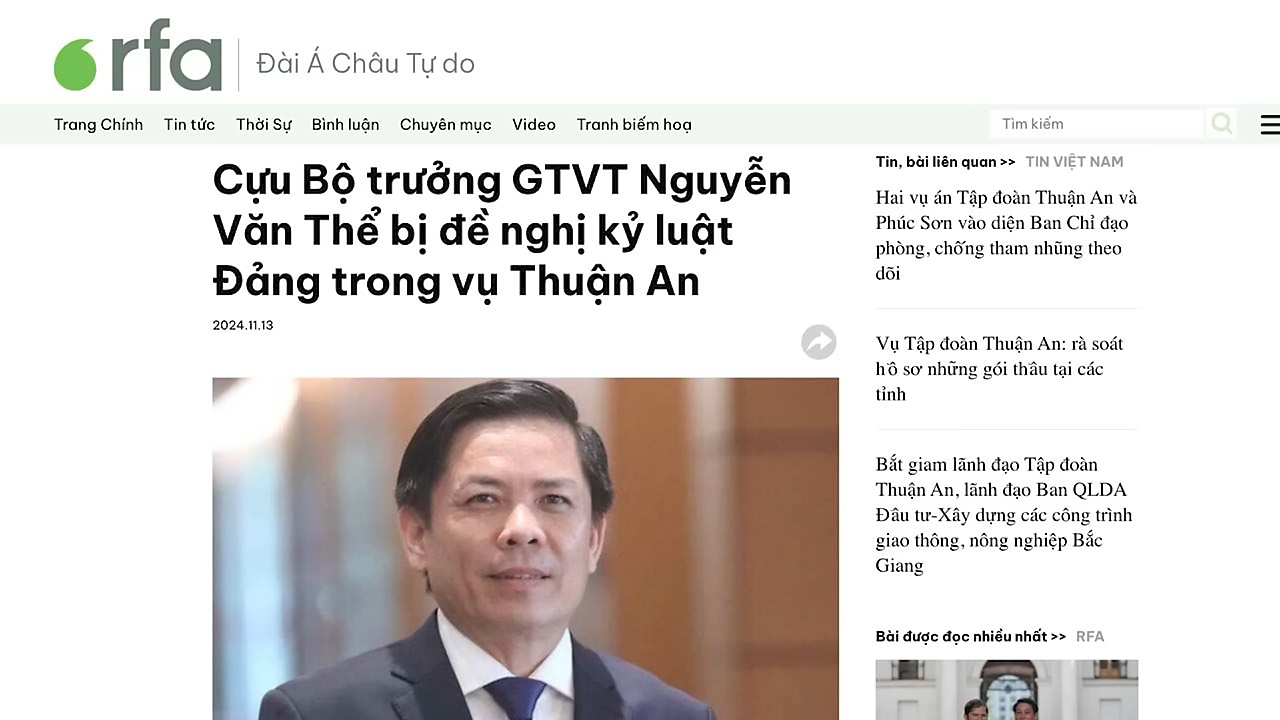 rfa
Đài Á Châu Tự do
Trang Chính Tin tức Thời Sự Bình luận Chuyên mục Video Tranh biếm hoạ
Tìm kiếm
Cựu Bộ trưởng GTVT Nguyễn
Văn Thể bị đề nghị kỷ luật
Đảng trong vụ Thuận An
2024.11.13
Tin, bài liên quan >> TIN VIỆT NAM
Hai vụ án Tập đoàn Thuận An và
Phúc Sơn vào diện Ban Chỉ đạo
phòng, chống tham nhũng theo
dõi
Vụ Tập đoàn Thuận An: rà soát
hồ sơ những gói thầu tại các
tỉnh
Bắt giam lãnh đạo Tập đoàn
Thuận An, lãnh đạo Ban QLDA
Đầu tư-Xây dựng các công trình
giao thông, nông nghiệp Bắc
Giang
Bài được đọc nhiều nhất >> RFA